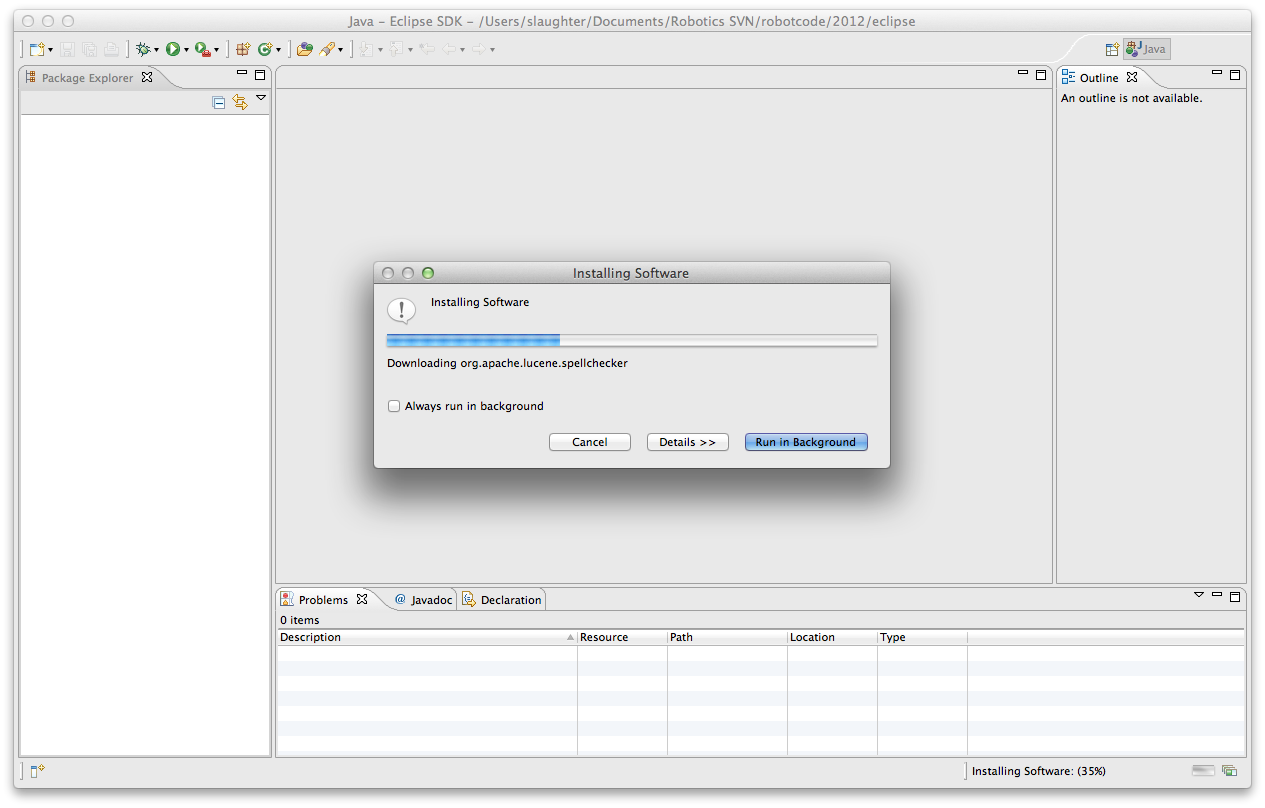 Java – Eclipse SDK – /Users/slaughter/Documents/Robotics SVN/robotcode/2012/eclipse
Java
Package Explorer
Outline
An outline is not available.
Installing Software
Installing Software
Downloading org.apache.lucene.spellchecker
Always run in background
Cancel Details >> Run in Background
Problems @ Javadoc Declaration
0 items
Description Resource Path Location Type
Installing Software: (35%)